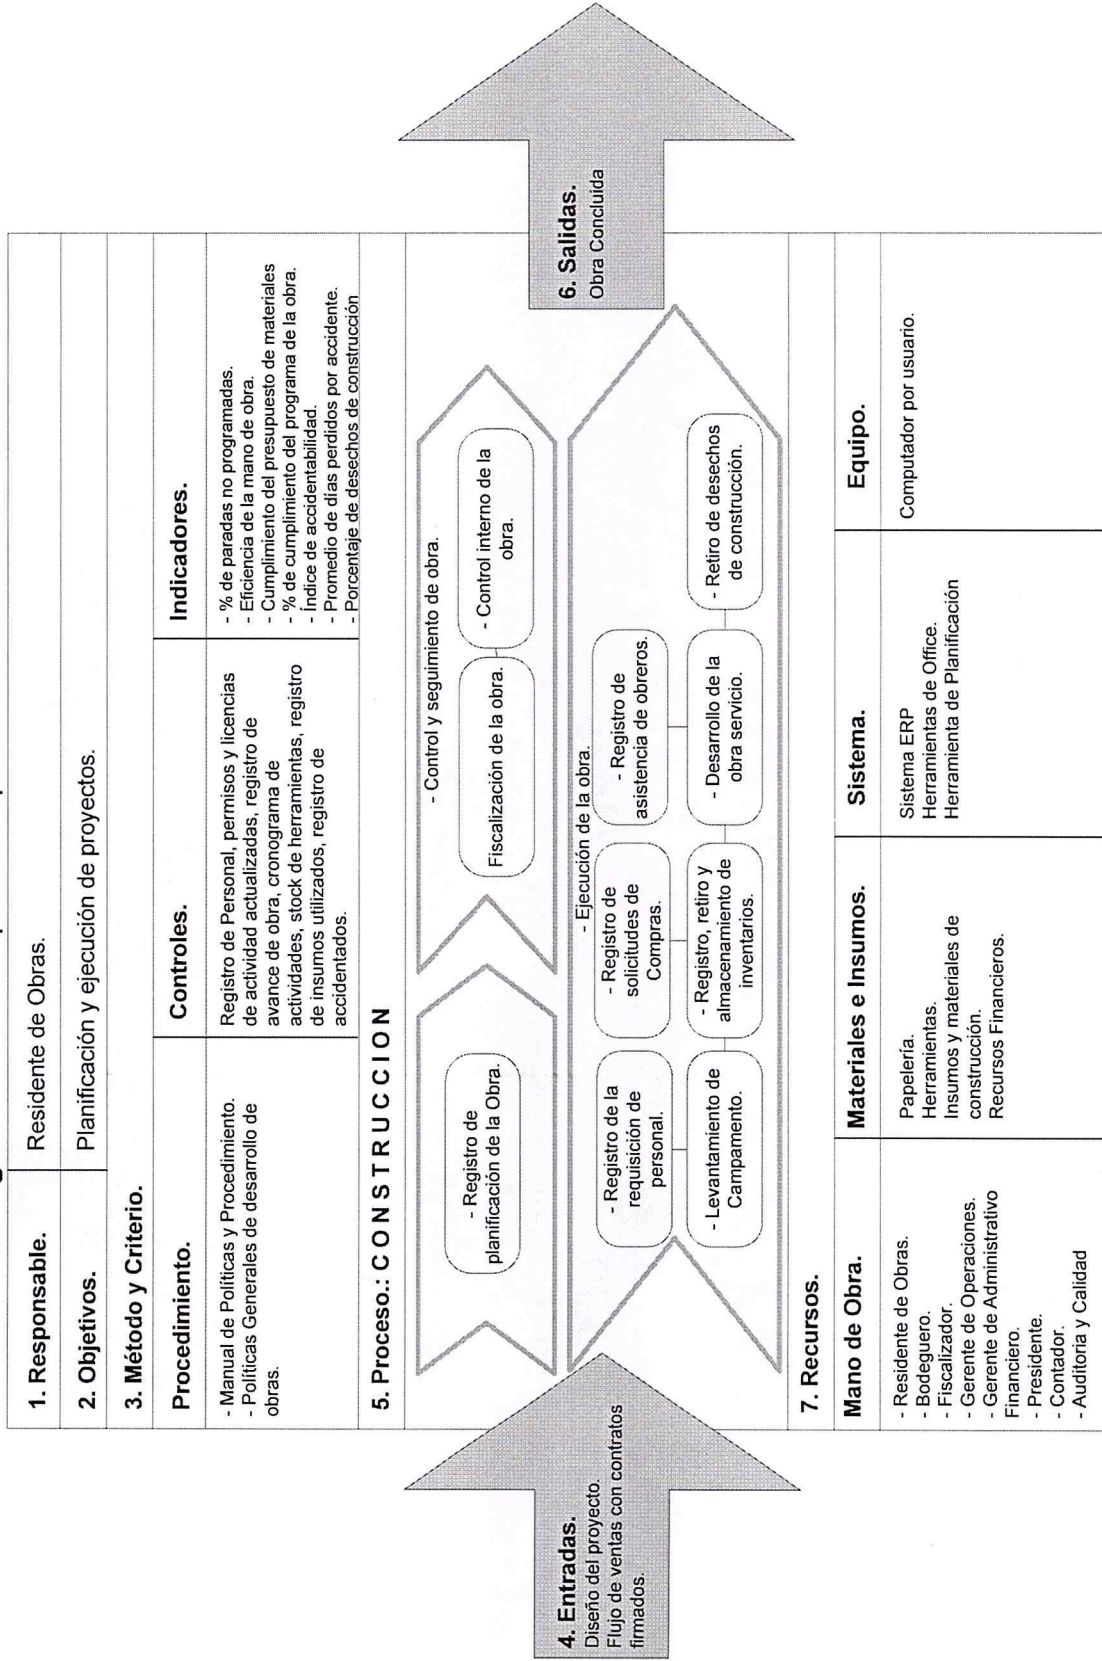 1. Responsable.
Residente de Obras.
2. Objetivos.
Planificación y ejecución de proyectos.
3. Método y Criterio.
Procedimiento.
- Manual de Políticas y Procedimiento.
- Políticas Generales de desarrollo de
obras.
Controles.
Registro de Personal, permisos y licencias
de actividad actualizadas, registro de
avance de obra, cronograma de
actividades, stock de herramientas, registro
de insumos utilizados, registro de
accidentados.
Indicadores.
- % de paradas no programadas.
- Eficiencia de la mano de obra.
- Cumplimiento del presupuesto de materiales
- % de cumplimiento del programa de la obra.
- Índice de accidentabilidad.
- Promedio de días perdidos por accidente.
- Porcentaje de desechos de construcción
4. Entradas.
Diseño del proyecto.
Flujo de ventas con contratos
firmados.
5. Proceso.: C O N S T R U C C I O N
- Registro de
planificación de la Obra.
- Control y seguimiento de obra.
Fiscalización de la obra.
- Control interno de la
obra.
- Ejecución de la obra.
- Registro de la
requisición de
personal.
- Registro de
solicitudes de
Compras.
- Registro de
asistencia de obreros.
- Levantamiento de
Campamento.
- Registro, retiro y
almacenamiento de
inventarios.
- Desarrollo de la
obra servicio.
- Retiro de desechos
de construcción.
6. Salidas.
Obra Concluida
7. Recursos.
Mano de Obra.
- Residente de Obras.
- Bodeguero.
- Fiscalizador.
- Gerente de Operaciones.
- Gerente de Administrativo
Financiero.
- Presidente.
- Contador.
- Auditoria y Calidad
Materiales e Insumos.
Papelería.
Herramientas.
Insumos y materiales de
construcción.
Recursos Financieros.
Sistema.
Sistema ERP
Herramientas de Office.
Herramienta de Planificación
Equipo.
Computador por usuario.